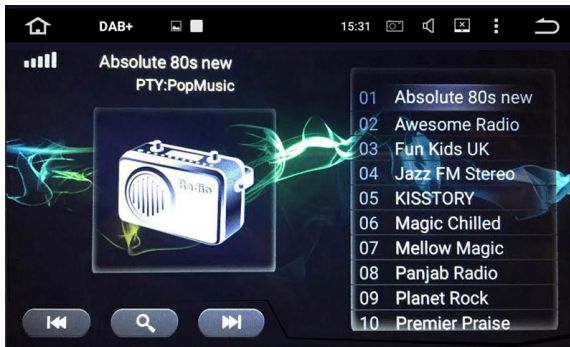 DAB+
15:31
Absolute 80s new
PTY:PopMusic
Radio
01 Absolute 80s new
02 Awesome Radio
03 Fun Kids UK
04 Jazz FM Stereo
05 KISSTORY
06 Magic Chilled
07 Mellow Magic
08 Panjab Radio
09 Planet Rock
10 Premier Praise